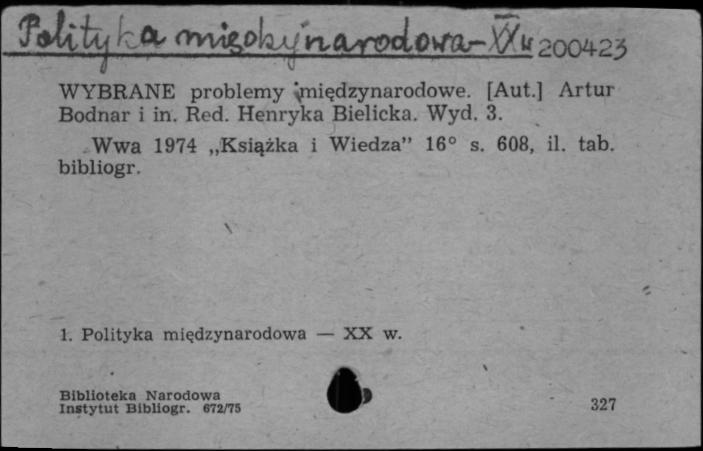 Polityka międzynarodowa - XX w 200423
WYBRANE problemy międzynarodowe. [Aut.] Artur
Bodnar i in. Red. Henryka Bielicka. Wyd. 3.
Wwa 1974 „Książka i Wiedza” 16° s. 608, il. tab.
bibliogr.
1. Polityka międzynarodowa — XX w.
Biblioteka Narodowa
Instytut Bibliogr. 672/75
327